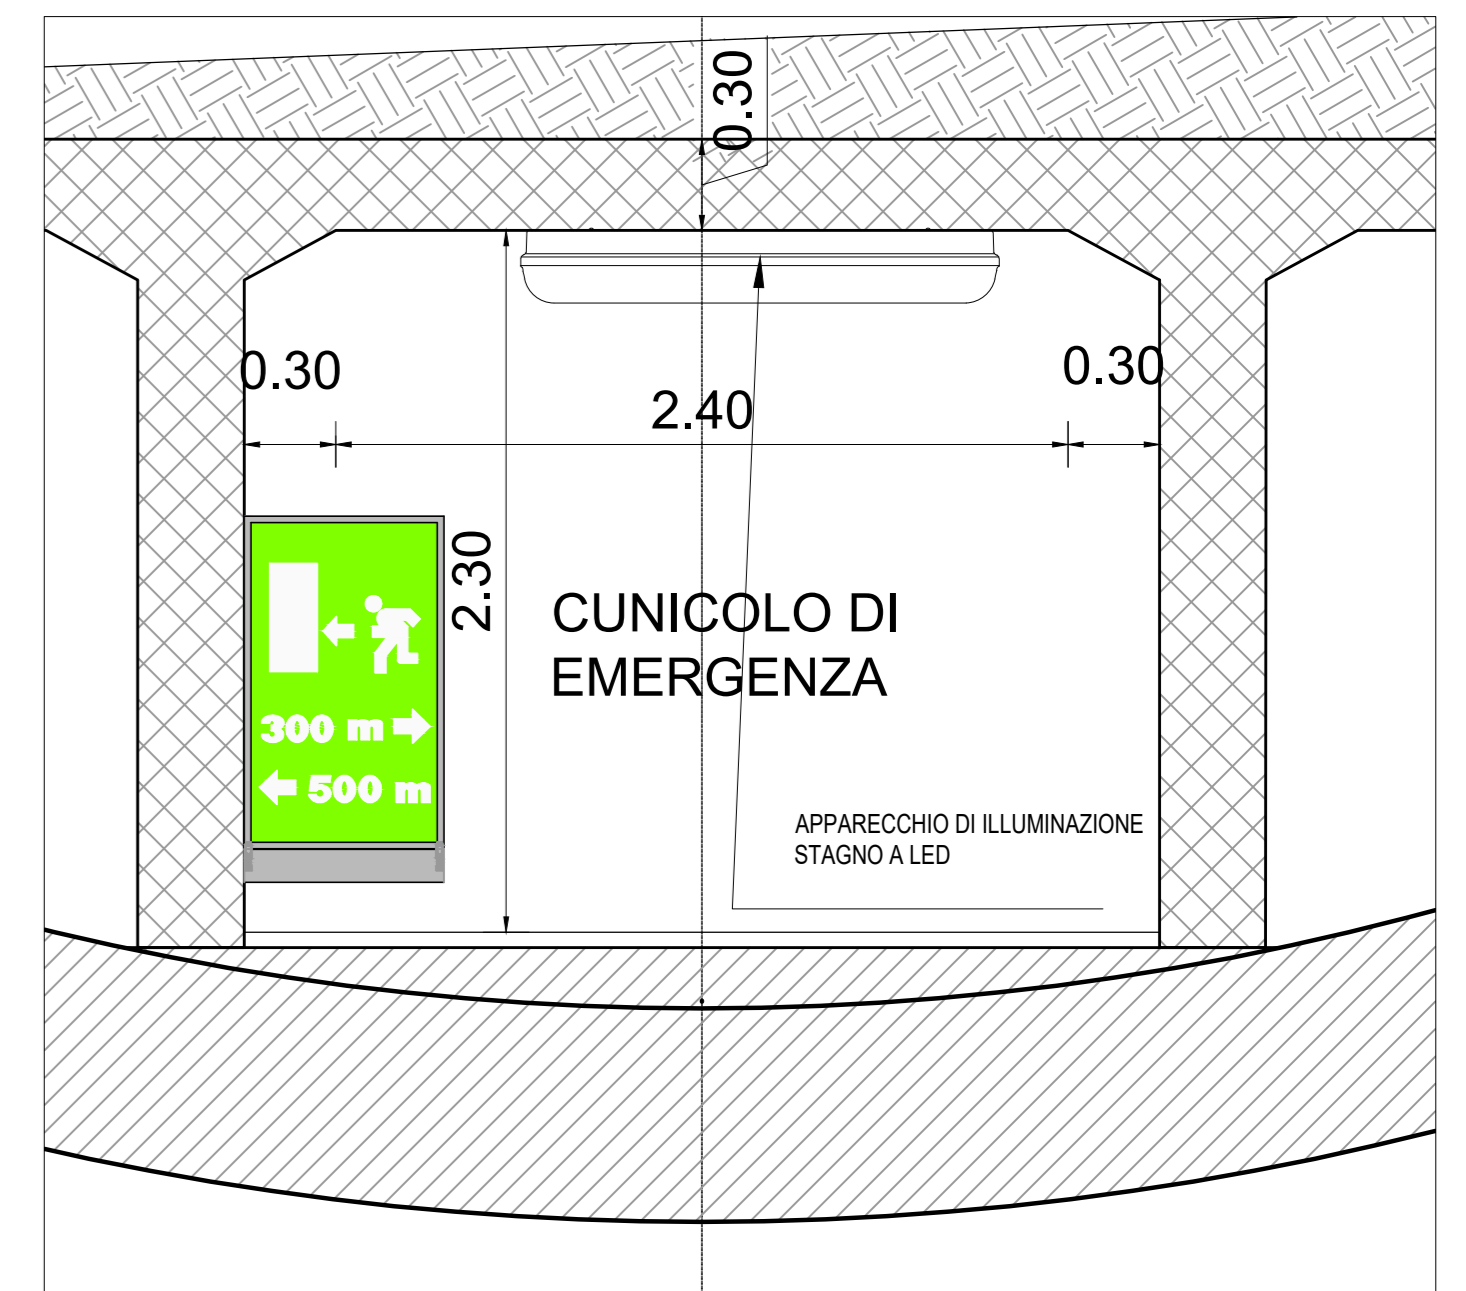 0.30
0.30
0.30
2.40
2.30
CUNICOLO DI
EMERGENZA
300 m
500 m
APPARECCHIO DI ILLUMINAZIONE
STAGNO A LED